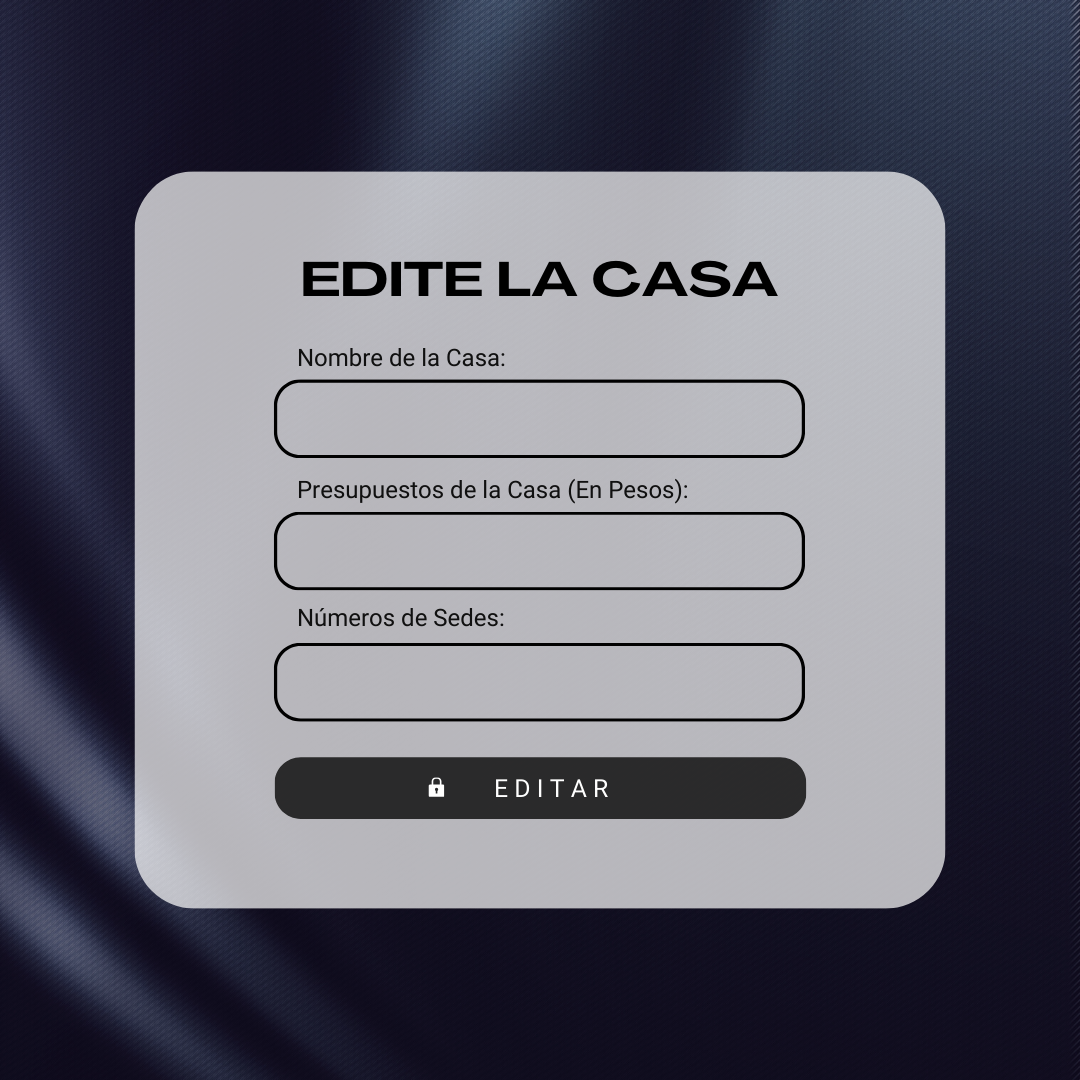 EDITE LA CASA
Nombre de la Casa:
Presupuestos de la Casa (En Pesos):
Números de Sedes:
EDITAR